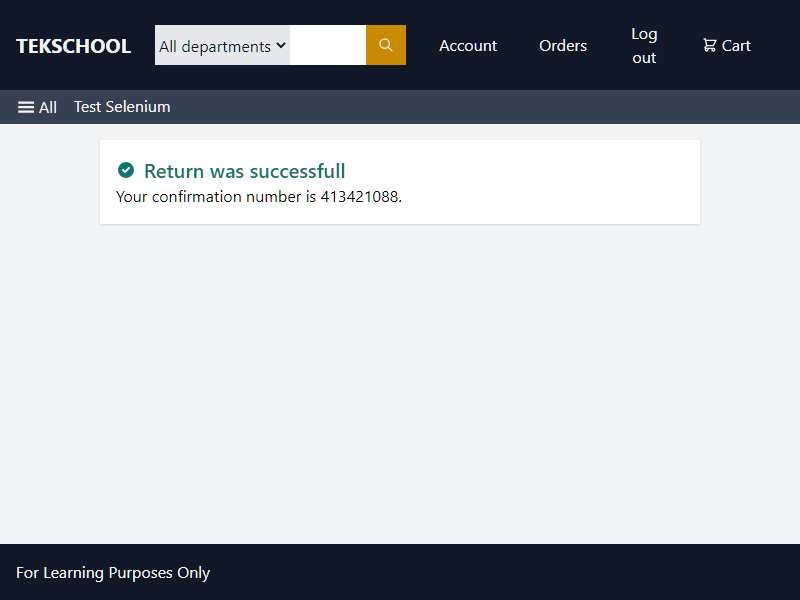 TEKSCHOOL
All departments
Account
Orders
Log
out
Cart
All
Test Selenium
Return was successfull
Your confirmation number is 413421088.
For Learning Purposes Only